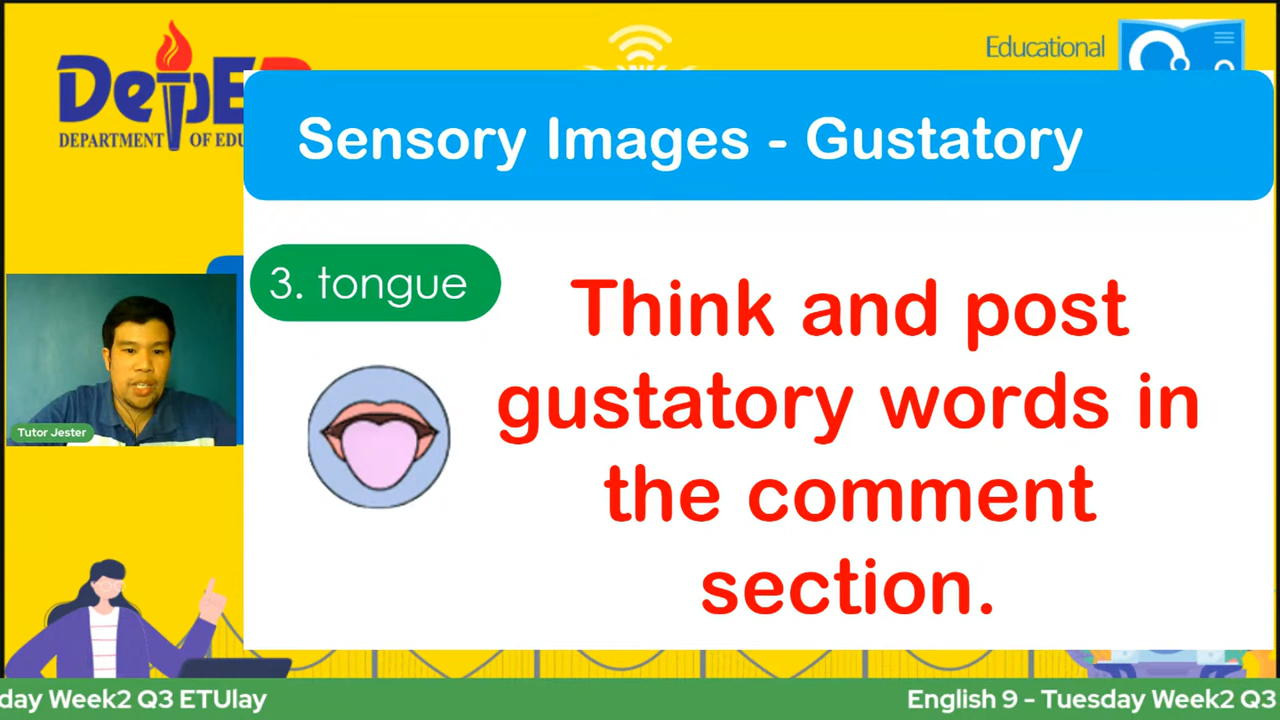 DepED
DEPARTMENT OF EDU
Educational
Sensory Images - Gustatory
3. tongue
Think and post
gustatory words in
the comment
section.
Tutor Jester
day Week2 Q3 ETUlay
English 9 - Tuesday Week2 Q3